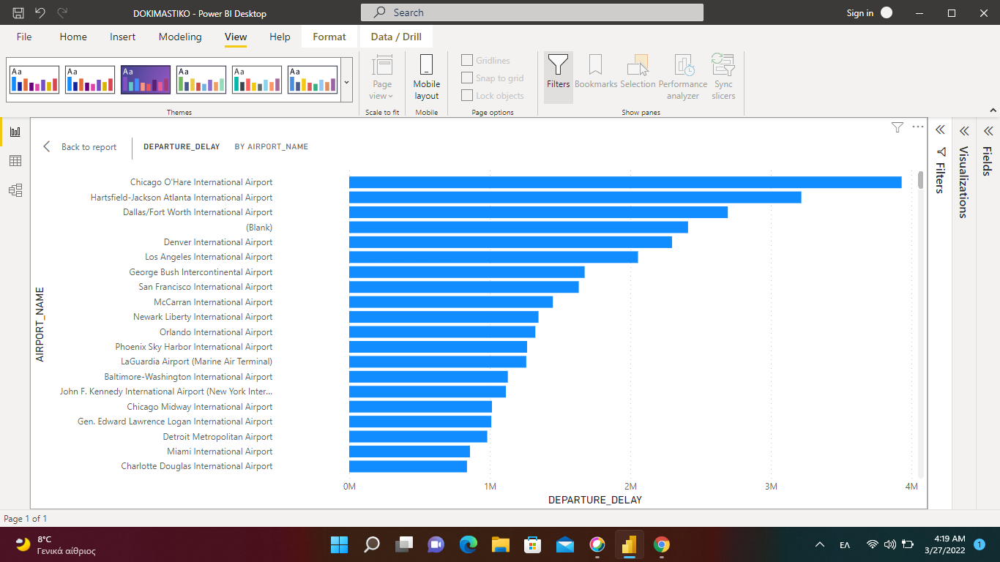 DOKIMASTIKO - Power BI Desktop
Search
Sign in
File Home Insert Modeling View Help Format Data / Drill
Aa Aa Aa Aa Aa Aa
Themes
Page view
Scale to fit
Mobile layout
Mobile
Gridlines
Snap to grid
Lock objects
Page options
Filters
Bookmarks
Selection
Performance analyzer
Sync slicers
Show panes
Back to report
DEPARTURE_DELAY BY AIRPORT_NAME
AIRPORT_NAME
Chicago O'Hare International Airport
Hartsfield-Jackson Atlanta International Airport
Dallas/Fort Worth International Airport
(Blank)
Denver International Airport
Los Angeles International Airport
George Bush Intercontinental Airport
San Francisco International Airport
McCarran International Airport
Newark Liberty International Airport
Orlando International Airport
Phoenix Sky Harbor International Airport
LaGuardia Airport (Marine Air Terminal)
Baltimore-Washington International Airport
John F. Kennedy International Airport (New York Inter...
Chicago Midway International Airport
Gen. Edward Lawrence Logan International Airport
Detroit Metropolitan Airport
Miami International Airport
Charlotte Douglas International Airport
0M 1M 2M 3M 4M
DEPARTURE_DELAY
Filters
Visualizations
Fields
Page 1 of 1
8°C
Γενικά αίθριος
ΕΛ
4:19 AM
3/27/2022
1